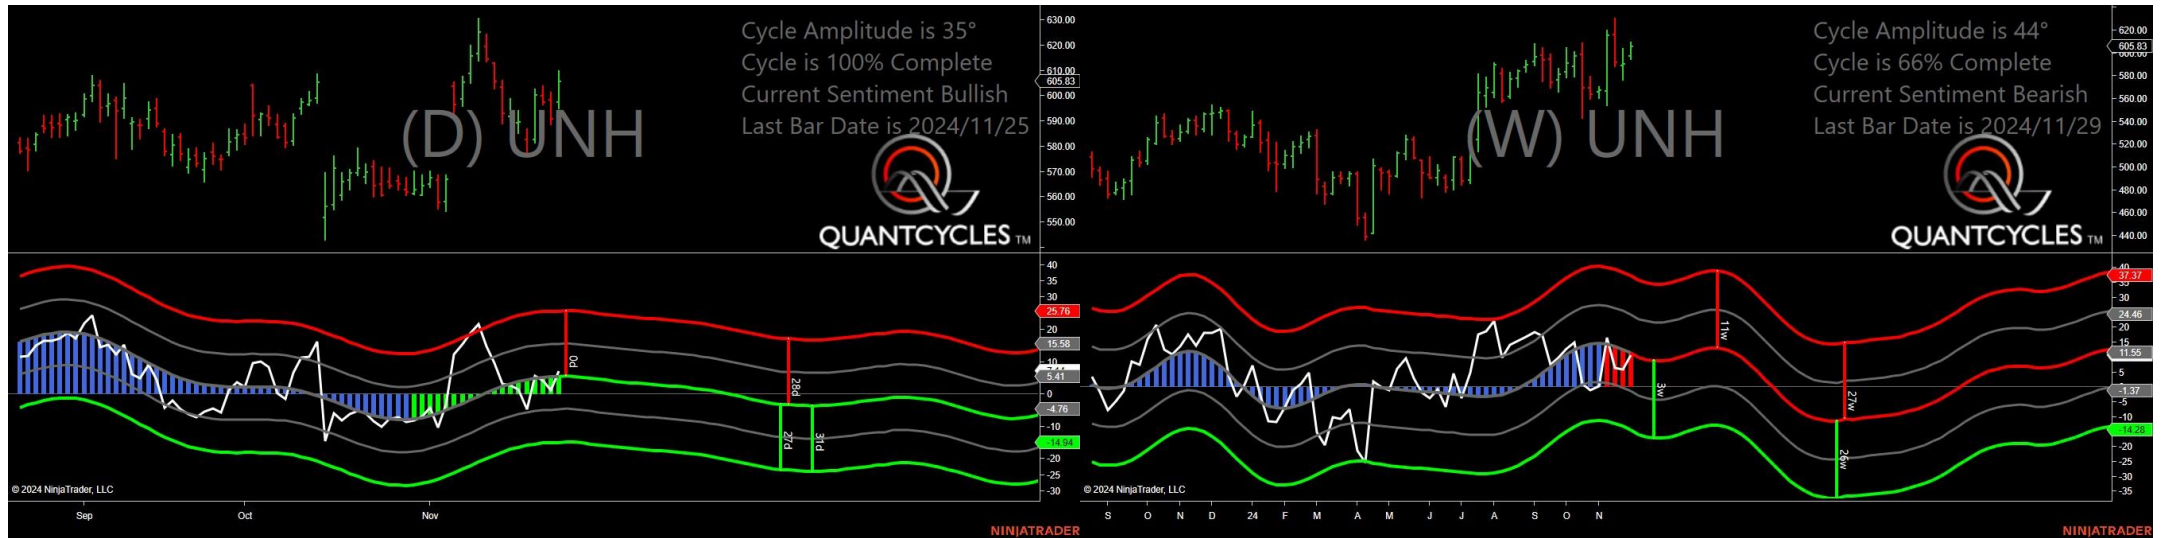 Cycle Amplitude is 35°
Cycle is 100% Complete
Current Sentiment Bullish
Last Bar Date is 2024/11/25
(D) UNH
QUANTCYCLES TM
630.00
620.00
610.00
605.83
600.00
590.00
580.00
570.00
560.00
550.00
40
35
30
25.76
20
15.58
10
5.41
0
-4.76
-10
-14.94
-20
-25
-30
0d
28d
27d
31d
© 2024 NinjaTrader, LLC
Sep
Oct
Nov
NINJATRADER
Cycle Amplitude is 44°
Cycle is 66% Complete
Current Sentiment Bearish
Last Bar Date is 2024/11/29
(W) UNH
QUANTCYCLES TM
620.00
605.83
580.00
560.00
540.00
520.00
500.00
480.00
460.00
440.00
40
37.37
35
30
24.46
20
15
11.55
5
-1.37
-5
-10
-14.28
-20
-25
-30
-35
11w
3w
27w
26w
© 2024 NinjaTrader, LLC
S O N D 24 F M A M J J A S O N
NINJATRADER